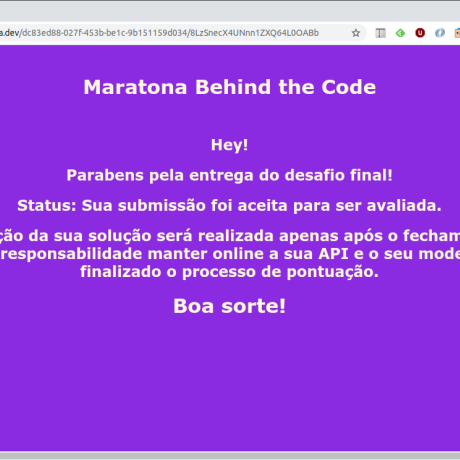 a.dev/dc83ed88-027f-453b-be1c-9b151159d034/8LzSnecX4UNnn1ZXQ64L0OABb
Maratona Behind the Code
Hey!
Parabens pela entrega do desafio final!
Status: Sua submissão foi aceita para ser avaliada.
ção da sua solução será realizada apenas após o fecham
responsabilidade manter online a sua API e o seu mode
finalizado o processo de pontuação.
Boa sorte!